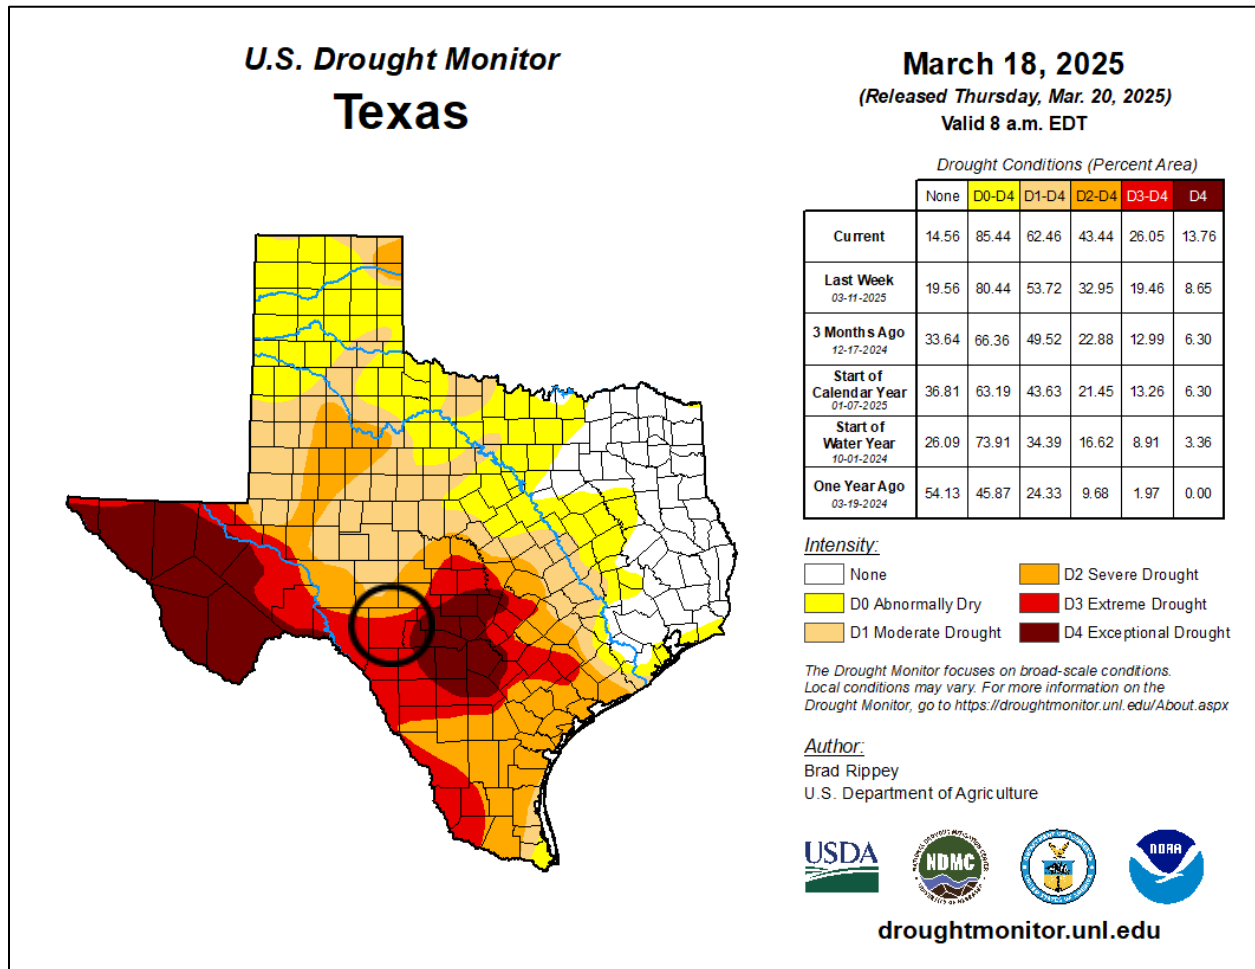 U.S. Drought Monitor
Texas
March 18, 2025
(Released Thursday, Mar. 20, 2025)
Valid 8 a.m. EDT
Drought Conditions (Percent Area)
None D0-D4 D1-D4 D2-D4 D3-D4 D4
Current 14.56 85.44 62.46 43.44 26.05 13.76
Last Week
03-11-2025 19.56 80.44 53.72 32.95 19.46 8.65
3 Months Ago
12-17-2024 33.64 66.36 49.52 22.88 12.99 6.30
Start of
Calendar Year
01-07-2025 36.81 63.19 43.63 21.45 13.26 6.30
Start of
Water Year
10-01-2024 26.09 73.91 34.39 16.62 8.91 3.36
One Year Ago
03-19-2024 54.13 45.87 24.33 9.68 1.97 0.00
Intensity:
None
D0 Abnormally Dry
D1 Moderate Drought
D2 Severe Drought
D3 Extreme Drought
D4 Exceptional Drought
The Drought Monitor focuses on broad-scale conditions.
Local conditions may vary. For more information on the
Drought Monitor, go to https://droughtmonitor.unl.edu/About.aspx
Author:
Brad Rippey
U.S. Department of Agriculture
USDA
NDMC
NOAA
droughtmonitor.unl.edu